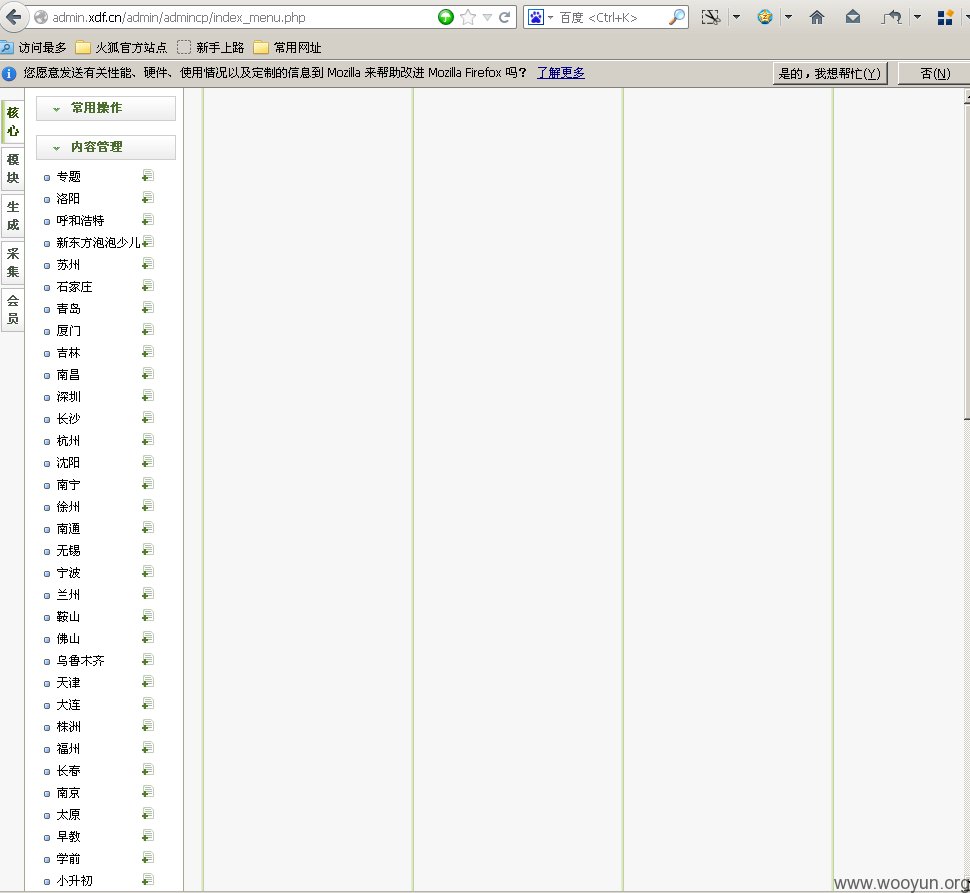 admin.xdf.cn/admin/admincp/index_menu.php
百度 <Ctrl+K>
访问最多 火狐官方站点 新手上路 常用网址
您愿意发送有关性能、硬件、使用情况以及定制的信息到 Mozilla 来帮助改进 Mozilla Firefox 吗？ 了解更多 是的，我想帮忙(Y) 否(N)
核心
模块
生成
采集
会员
常用操作
内容管理
专题
洛阳
呼和浩特
新东方泡泡少儿
苏州
石家庄
青岛
厦门
吉林
南昌
深圳
长沙
杭州
沈阳
南宁
徐州
南通
无锡
宁波
兰州
鞍山
佛山
乌鲁木齐
天津
大连
株洲
福州
长春
南京
太原
早教
学前
小升初
www.wooyun.org